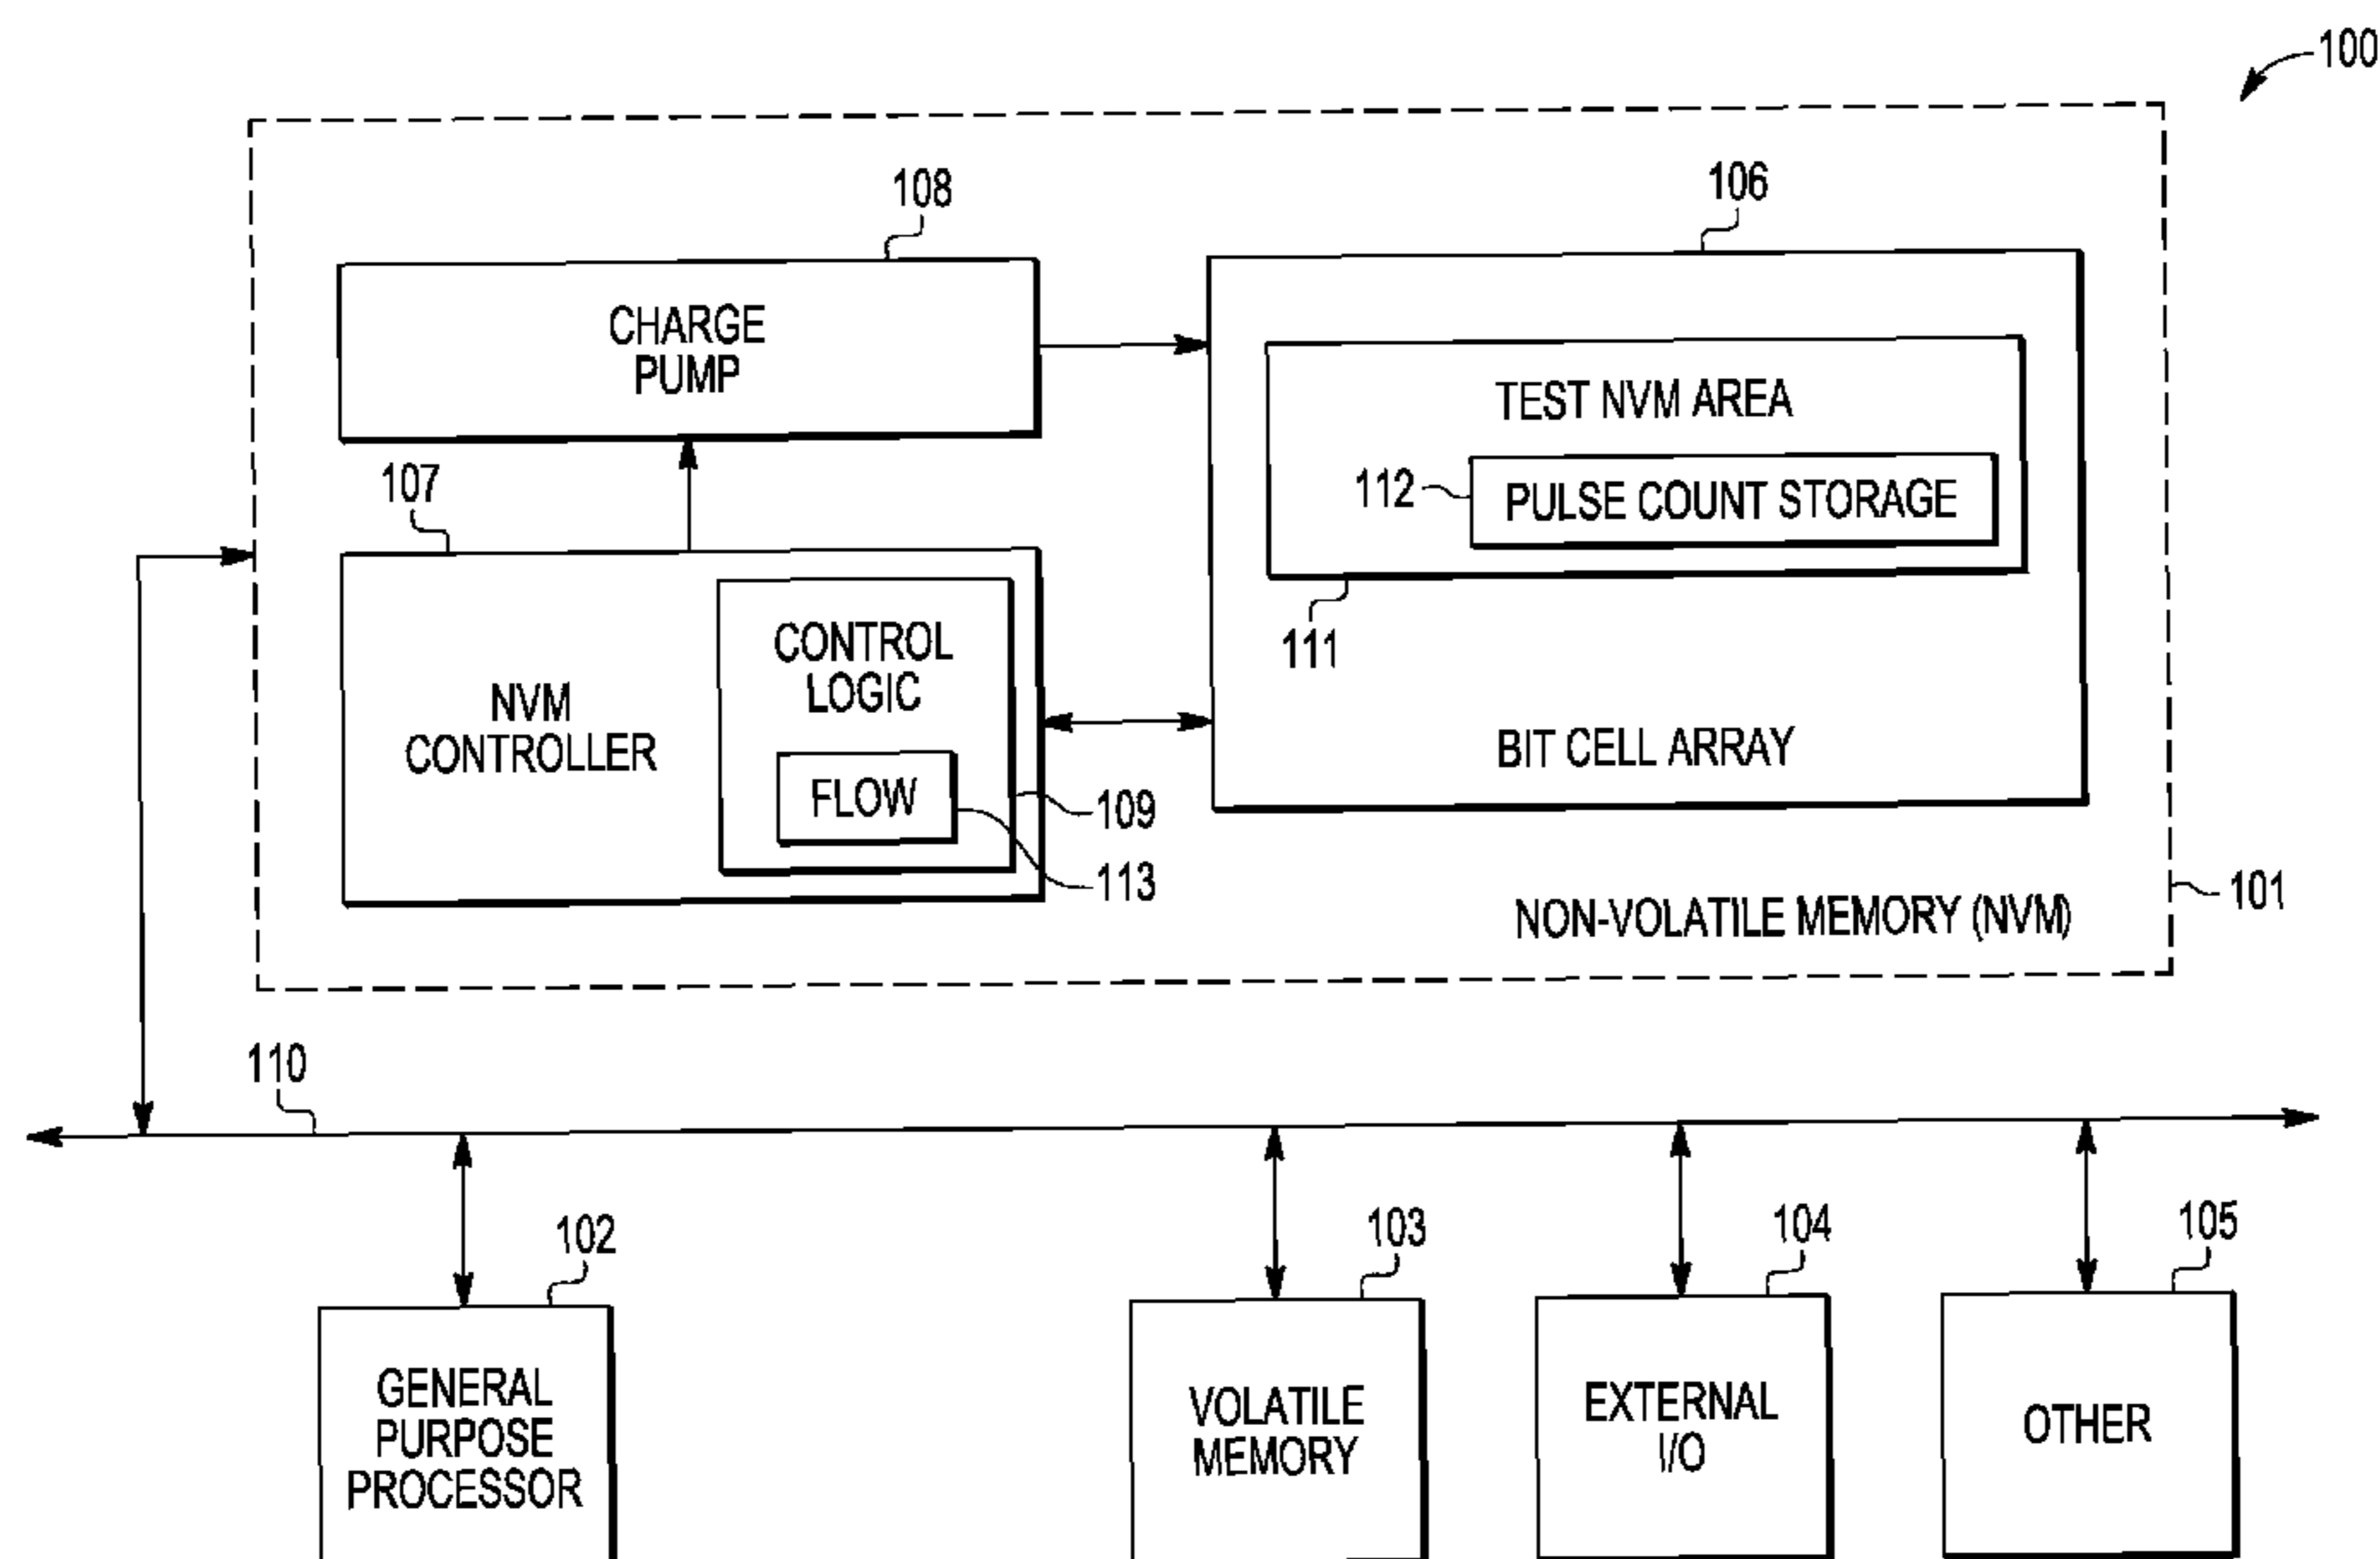 100
108
106
CHARGE
PUMP
TEST NVM AREA
112
PULSE COUNT STORAGE
107
111
CONTROL
LOGIC
NVM
CONTROLLER
BIT CELL ARRAY
FLOW
109
113
101
NON-VOLATILE MEMORY (NVM)
110
102
103
104
105
GENERAL
PURPOSE
PROCESSOR
VOLATILE
MEMORY
EXTERNAL
I/O
OTHER